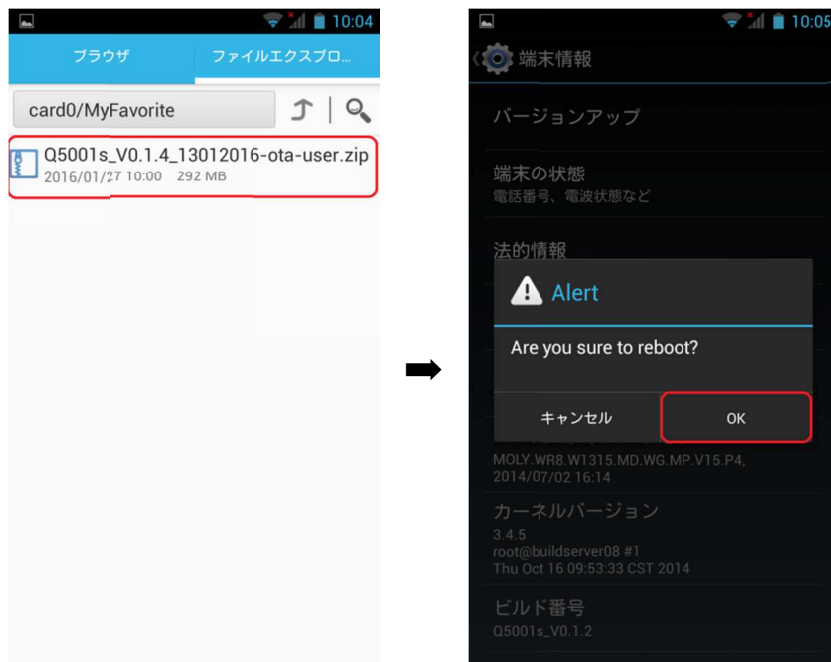 10:04
ブラウザ
ファイルエクスプロ...
card0/MyFavorite
Q5001s_V0.1.4_13012016-ota-user.zip
2016/01/27 10:00 292 MB
10:05
端末情報
バージョンアップ
端末の状態
電話番号、電波状態など
法的情報
Alert
Are you sure to reboot?
キャンセル
OK
MOLY.WR8.W1315.MD.WG.MP.V15.P4,
2014/07/02 16:14
カーネルバージョン
3.4.5
root@buildserver08 #1
Thu Oct 16 09:53:33 CST 2014
ビルド番号
Q5001s_V0.1.2